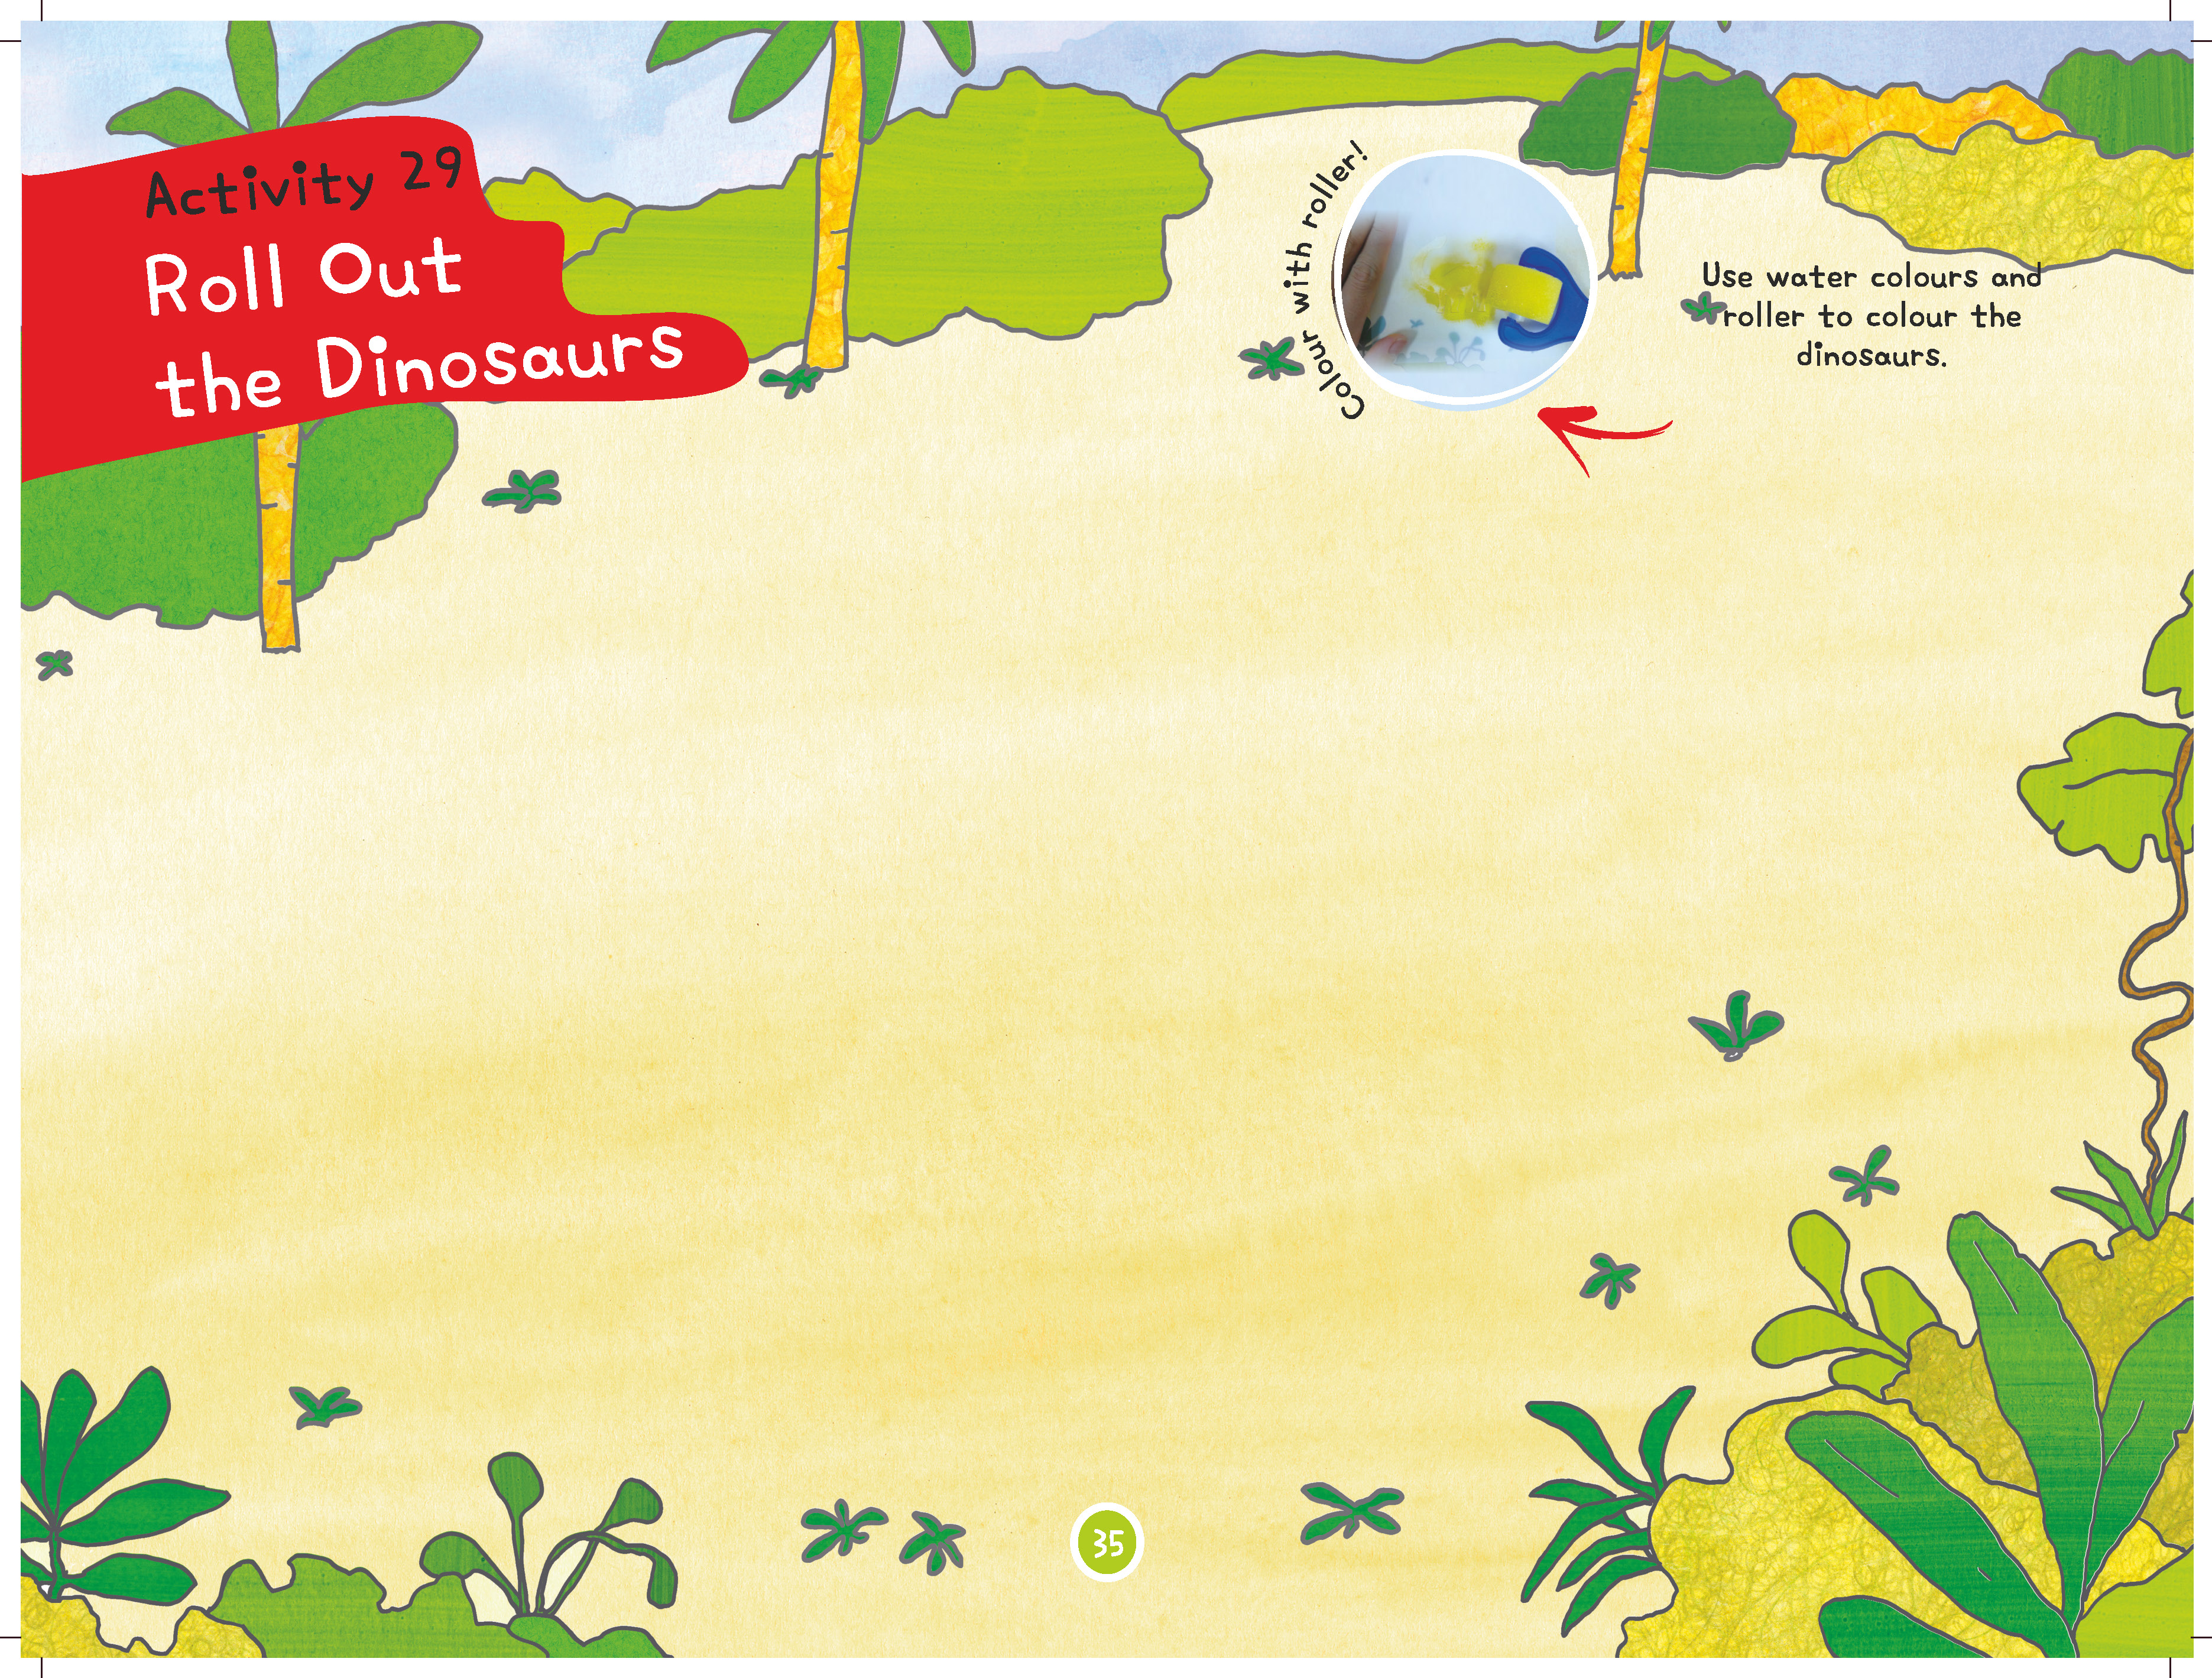 Activity 29
Roll Out
the Dinosaurs
Colour with roller!
Use water colours and
roller to colour the
dinosaurs.
35